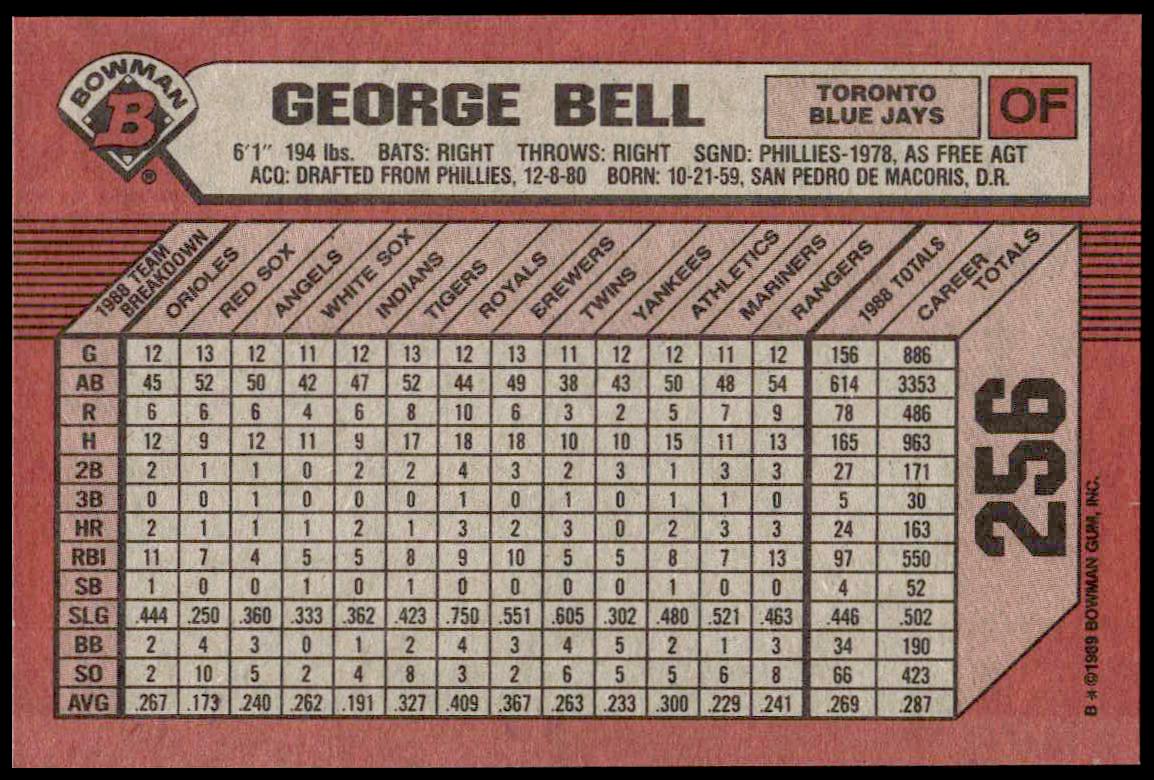 BOWMAN
B
®
GEORGE BELL
TORONTO
BLUE JAYS
OF
6'1" 194 lbs. BATS: RIGHT THROWS: RIGHT SGND: PHILLIES-1978, AS FREE AGT
ACQ: DRAFTED FROM PHILLIES, 12-8-80 BORN: 10-21-59, SAN PEDRO DE MACORIS, D.R.
1988 TEAM
BREAKDOWN
ORIOLES
RED SOX
ANGELS
WHITE SOX
INDIANS
TIGERS
ROYALS
BREWERS
TWINS
YANKEES
ATHLETICS
MARINERS
RANGERS
1988 TOTALS
CAREER
TOTALS
G 12 13 12 11 12 13 12 13 11 12 12 11 12 156 886
AB 45 52 50 42 47 52 44 49 38 43 50 48 54 614 3353
R 6 6 6 4 6 8 10 6 3 2 5 7 9 78 486
H 12 9 12 11 9 17 18 18 10 10 15 11 13 165 963
2B 2 1 1 0 2 2 4 3 2 3 1 3 3 27 171
3B 0 0 1 0 0 0 1 0 1 0 1 1 0 5 30
HR 2 1 1 1 2 1 3 2 3 0 2 3 3 24 163
RBI 11 7 4 5 5 8 9 10 5 5 8 7 13 97 550
SB 1 0 0 1 0 1 0 0 0 0 1 0 0 4 52
SLG .444 .250 .360 .333 .362 .423 .750 .551 .605 .302 .480 .521 .463 .446 .502
BB 2 4 3 0 1 2 4 3 4 5 2 1 3 34 190
SO 2 10 5 2 4 8 3 2 6 5 5 6 8 66 423
AVG .267 .173 .240 .262 .191 .327 .409 .367 .263 .233 .300 .229 .241 .269 .287
256
B*©1989 BOWMAN GUM, INC.